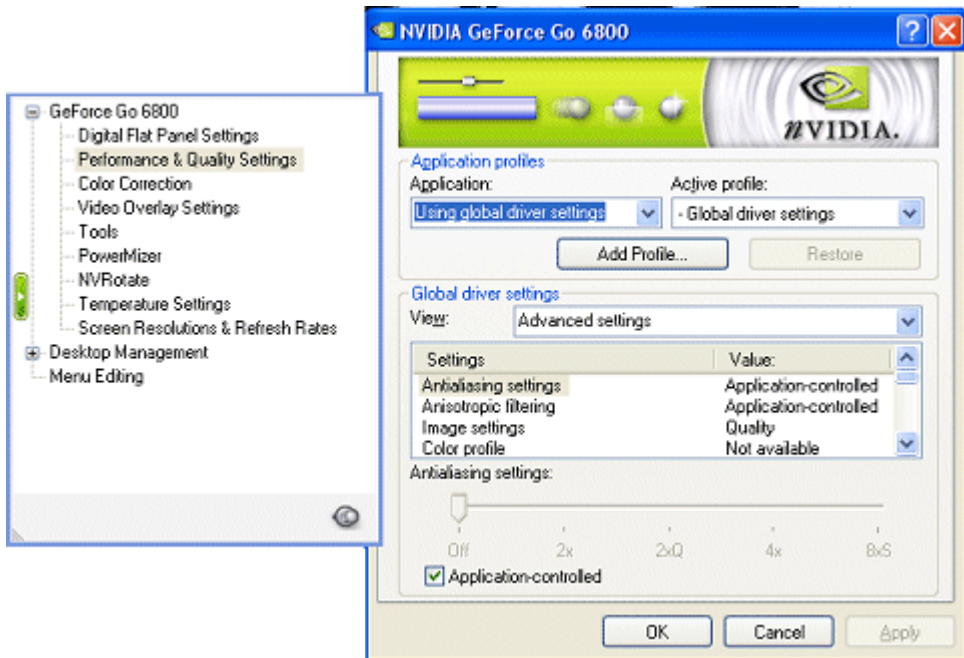 GeForce Go 6800
Digital Flat Panel Settings
Performance & Quality Settings
Color Correction
Video Overlay Settings
Tools
PowerMizer
NVRotate
Temperature Settings
Screen Resolutions & Refresh Rates
Desktop Management
Menu Editing
NVIDIA GeForce Go 6800
nVIDIA.
Application profiles
Application: Active profile:
Using global driver settings - Global driver settings
Add Profile... Restore
Global driver settings
View: Advanced settings
Settings Value:
Antialiasing settings Application-controlled
Anisotropic filtering Application-controlled
Image settings Quality
Color profile Not available
Antialiasing settings:
Off 2x 2xQ 4x 8xS
Application-controlled
OK Cancel Apply